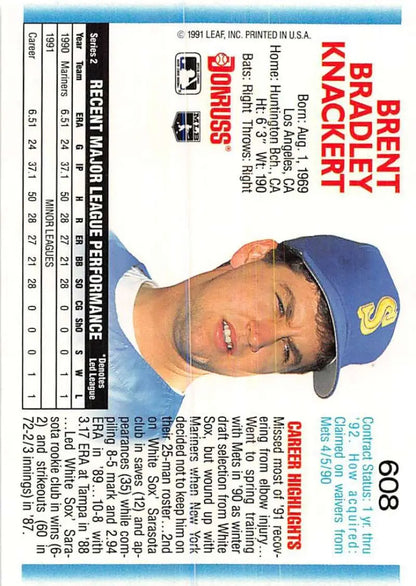 BRENT
BRADLEY
KNACKERT
Born: Aug. 1, 1969
Los Angeles, CA
Home: Huntington Bch., CA
Ht: 6'3" Wt: 190
Bats: Right Throws: Right
DONRUSS®
MLB
© 1991 LEAF, INC. PRINTED IN U.S.A.
S
608
Contract Status: 1 yr. thru
'92. How acquired:
Claimed on waivers from
Mets 4/5/90
CAREER HIGHLIGHTS
Missed most of '91 recov-
ering from elbow injury...
Went to spring training
with Mets in '90 as winter
draft selection from White
Sox, but wound up with
Mariners when New York
decided not to keep him on
their 25-man roster...2nd
on White Sox' Sarasota
club in saves (12) and ap-
pearances (35) while com-
piling 8-5 mark and 2.94
ERA in '89...10-8 with
3.17 ERA at Tampa in '88
...Led White Sox' Sara-
sota rookie club in wins (6-
2) and strikeouts (60 in
72-2/3 innings) in '87.
Series 2 RECENT MAJOR LEAGUE PERFORMANCE *Denotes Led League
Year Team ERA G IP H R ER BB SO CG ShO S W L
1990 Mariners 6.51 24 37.1 50 28 27 21 28 0 0 0 1 1
1991 MINOR LEAGUES
Career 6.51 24 37.1 50 28 27 21 28 0 0 0 1 1